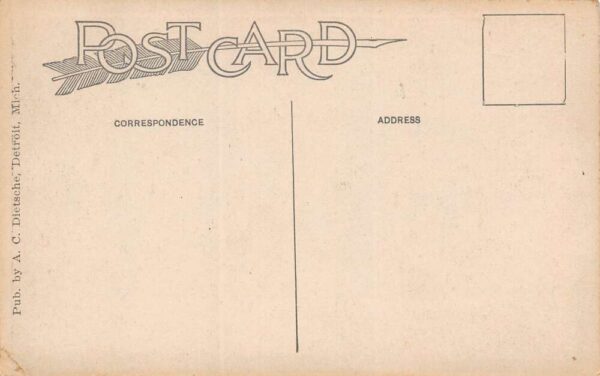 POST CARD
CORRESPONDENCE
ADDRESS
Pub. by A. C. Dietsche, Detroit, Mich.